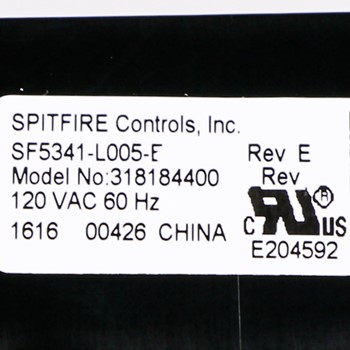 SPITFIRE Controls, Inc.
SF5341-L005-E Rev E
Model No:318184400 Rev
120 VAC 60 Hz
1616 00426 CHINA
C RU ® US
E204592